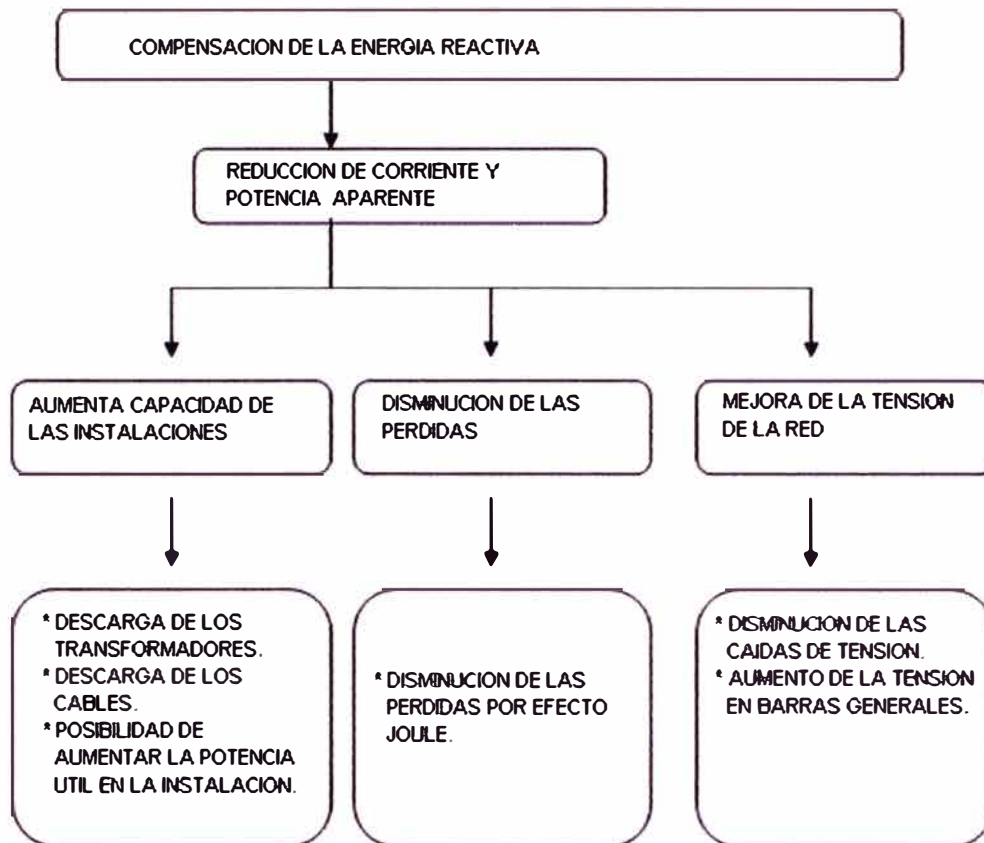 COMPENSACION DE LA ENERGIA REACTIVA
REDUCCION DE CORRIENTE Y
POTENCIA APARENTE
AUMENTA CAPACIDAD DE
LAS INSTALACIONES
DISMINUCION DE LAS
PERDIDAS
MEJORA DE LA TENSION
DE LA RED
* DESCARGA DE LOS
TRANSFORMADORES.
* DESCARGA DE LOS
CABLES.
* POSIBILIDAD DE
AUMENTAR LA POTENCIA
UTIL EN LA INSTALACION.
* DISMINUCION DE LAS
PERDIDAS POR EFECTO
JOULE.
* DISMINUCION DE LAS
CAIDAS DE TENSION.
* AUMENTO DE LA TENSION
EN BARRAS GENERALES.